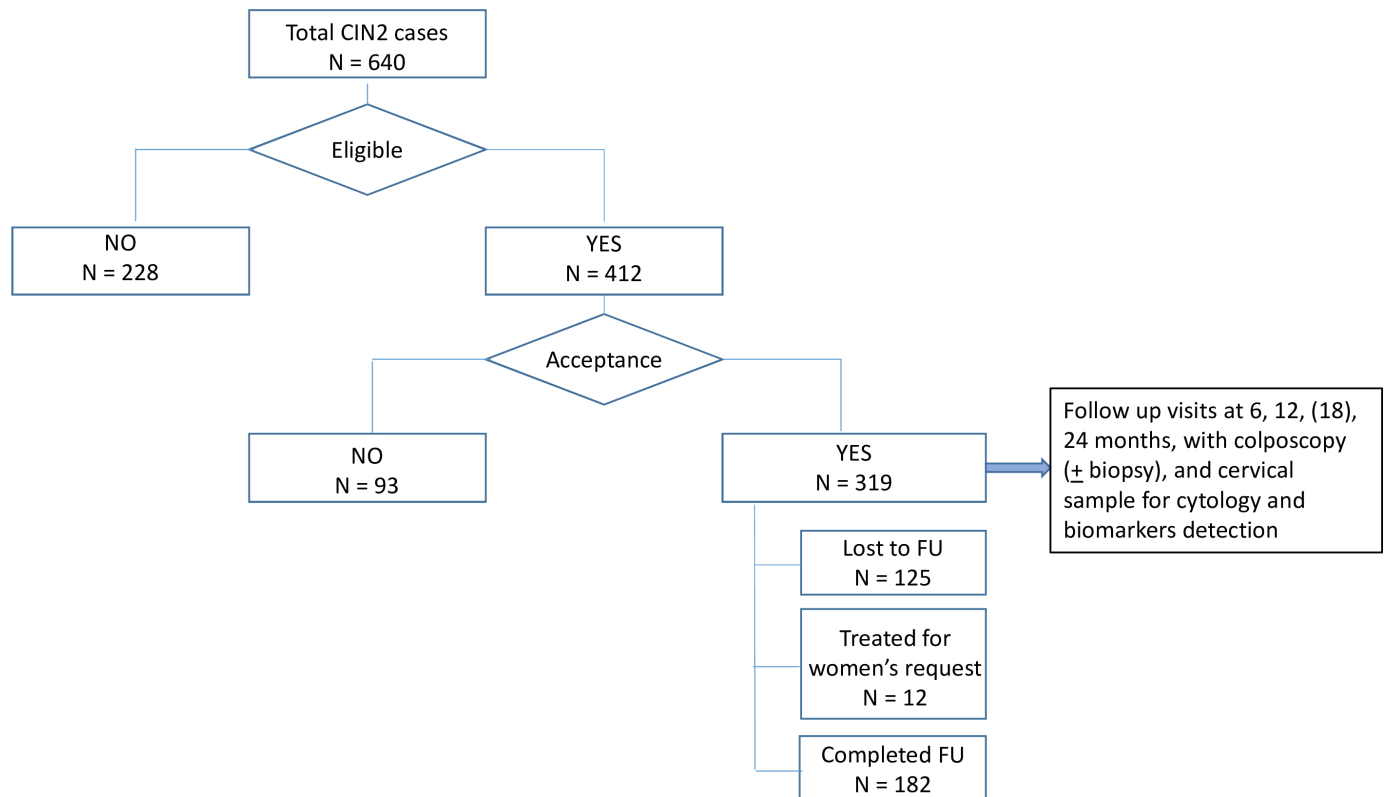 Total CIN2 cases
N = 640
Eligible
NO
N = 228
YES
N = 412
Acceptance
NO
N = 93
YES
N = 319
Follow up visits at 6, 12, (18),
24 months, with colposcopy
(+ biopsy), and cervical
sample for cytology and
biomarkers detection
Lost to FU
N = 125
Treated for
women’s request
N = 12
Completed FU
N = 182